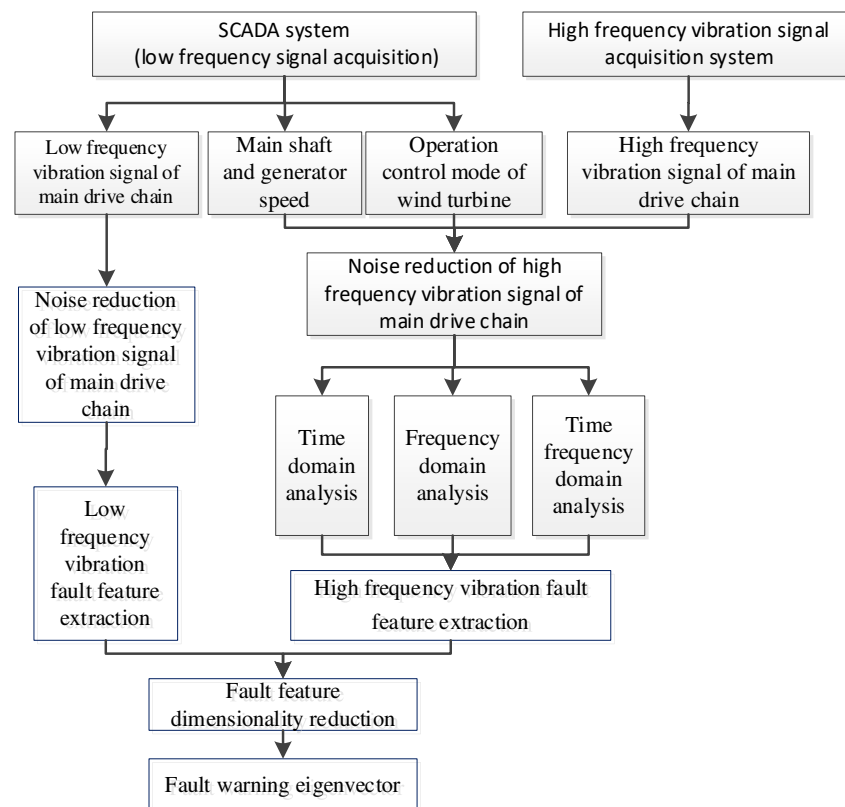 SCADA system
(low frequency signal acquisition)
High frequency vibration signal
acquisition system
Low frequency
vibration signal of
main drive chain
Main shaft
and generator
speed
Operation
control mode of
wind turbine
High frequency
vibration signal of main
drive chain
Noise reduction of high
frequency vibration signal of
main drive chain
Noise reduction
of low frequency
vibration signal
of main drive
chain
Time
domain
analysis
Frequency
domain
analysis
Time
frequency
domain
analysis
Low
frequency
vibration
fault feature
extraction
High frequency vibration fault
feature extraction
Fault feature
dimensionality reduction
Fault warning eigenvector